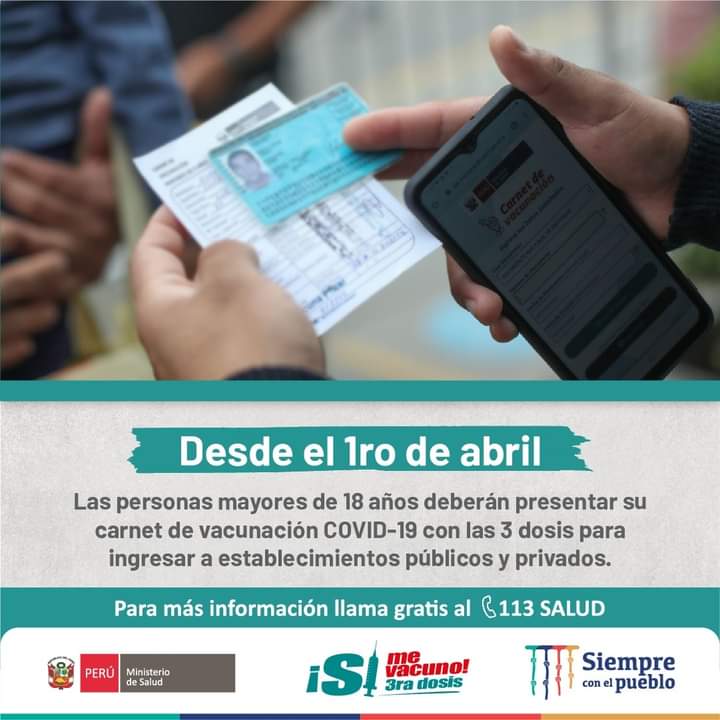 Carnet de
vacunación
Desde el 1ro de abril
Las personas mayores de 18 años deberán presentar su
carnet de vacunación COVID-19 con las 3 dosis para
ingresar a establecimientos públicos y privados.
Para más información llama gratis al 113 SALUD
PERÚ
Ministerio
de Salud
¡SÍ me
vacuno!
3ra dosis
Siempre
con el pueblo